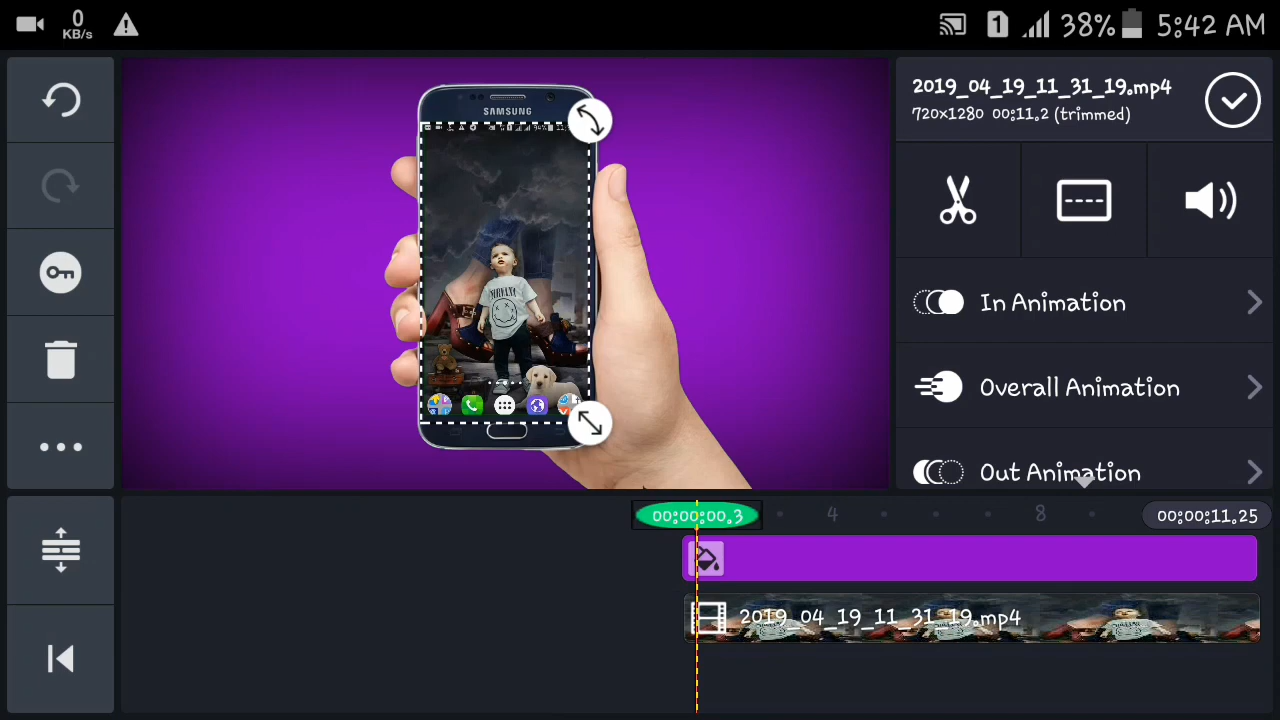 0
KB/s
1
38%
5:42 AM
SAMSUNG
NIRVANA
2019_04_19_11_31_19.mp4
720x1280 00:11.2 (trimmed)
In Animation
Overall Animation
Out Animation
00:00:00.3
4
8
00:00:11.25
2019_04_19_11_31_19.mp4